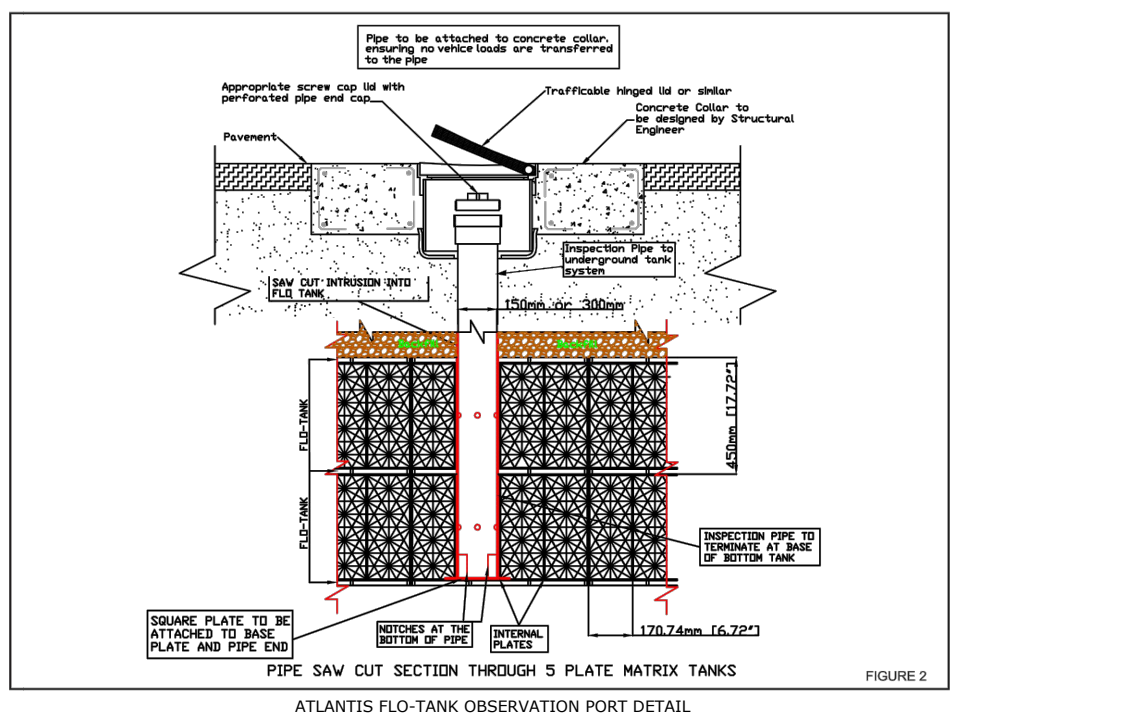 Pipe to be attached to concrete collar.
ensuring no vehicle loads are transferred
to the pipe
Appropriate screw cap lid with
perforated pipe end cap
Trafficable hinged lid or similar
Concrete Collar to
be designed by Structural
Engineer
Pavement
Inspection Pipe to
underground tank
system
SAW CUT INTRUSION INTO
FLO TANK
150mm or 300mm
Backfill
Backfill
FLO-TANK
450mm [17.72"]
FLO-TANK
INSPECTION PIPE TO
TERMINATE AT BASE
OF BOTTOM TANK
SQUARE PLATE TO BE
ATTACHED TO BASE
PLATE AND PIPE END
NOTCHES AT THE
BOTTOM OF PIPE
INTERNAL
PLATES
170.74mm [6.72"]
PIPE SAW CUT SECTION THROUGH 5 PLATE MATRIX TANKS
FIGURE 2
ATLANTIS FLO-TANK OBSERVATION PORT DETAIL